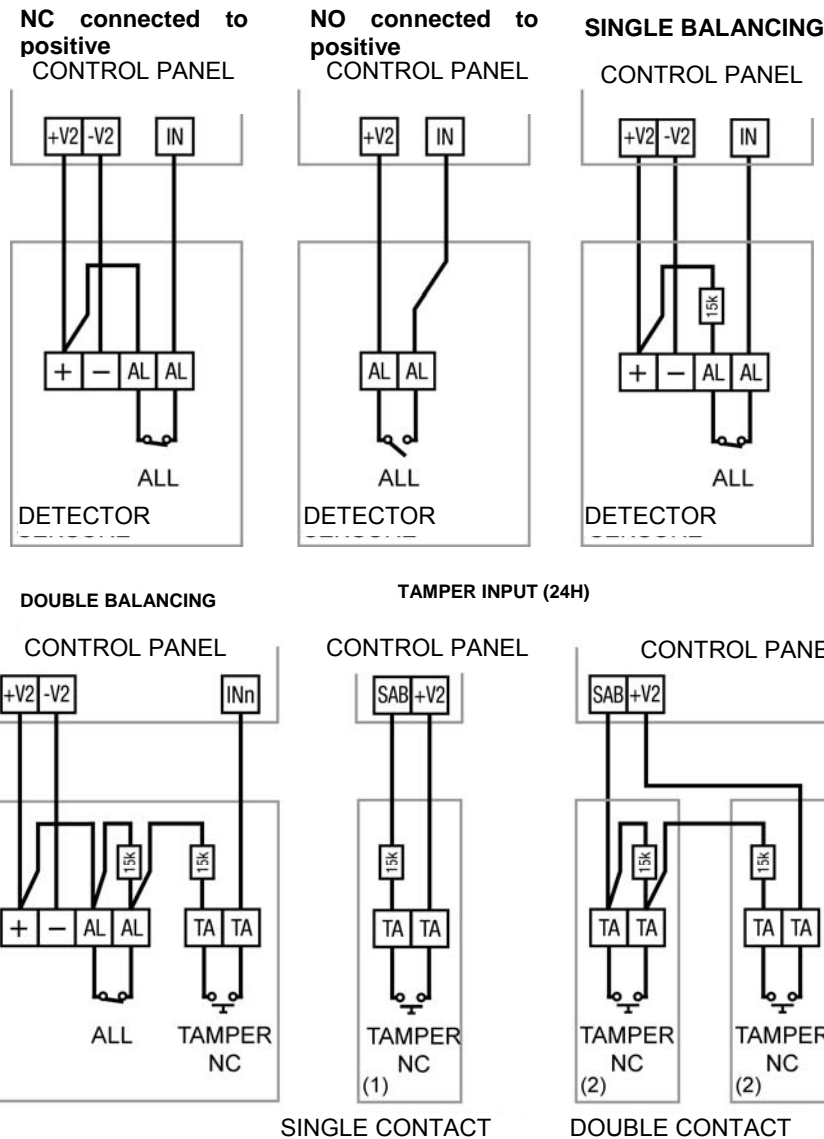 NC connected to
positive
CONTROL PANEL
+V2 -V2 IN
15k
+ − AL AL
ALL
DETECTOR
NO connected to
positive
CONTROL PANEL
+V2 IN
AL AL
ALL
DETECTOR
SINGLE BALANCING
CONTROL PANEL
+V2 -V2 IN
15k
+ − AL AL
ALL
DETECTOR
DOUBLE BALANCING
CONTROL PANEL
+V2 -V2 INn
15k 15k
+ − AL AL TA TA
ALL TAMPER
NC
TAMPER INPUT (24H)
CONTROL PANEL
SAB +V2
15k
TA TA
TAMPER
NC
(1)
SINGLE CONTACT
CONTROL PANE
SAB +V2
15k 15k
TA TA TA TA
TAMPER TAMPER
NC NC
(2) (2)
DOUBLE CONTACT